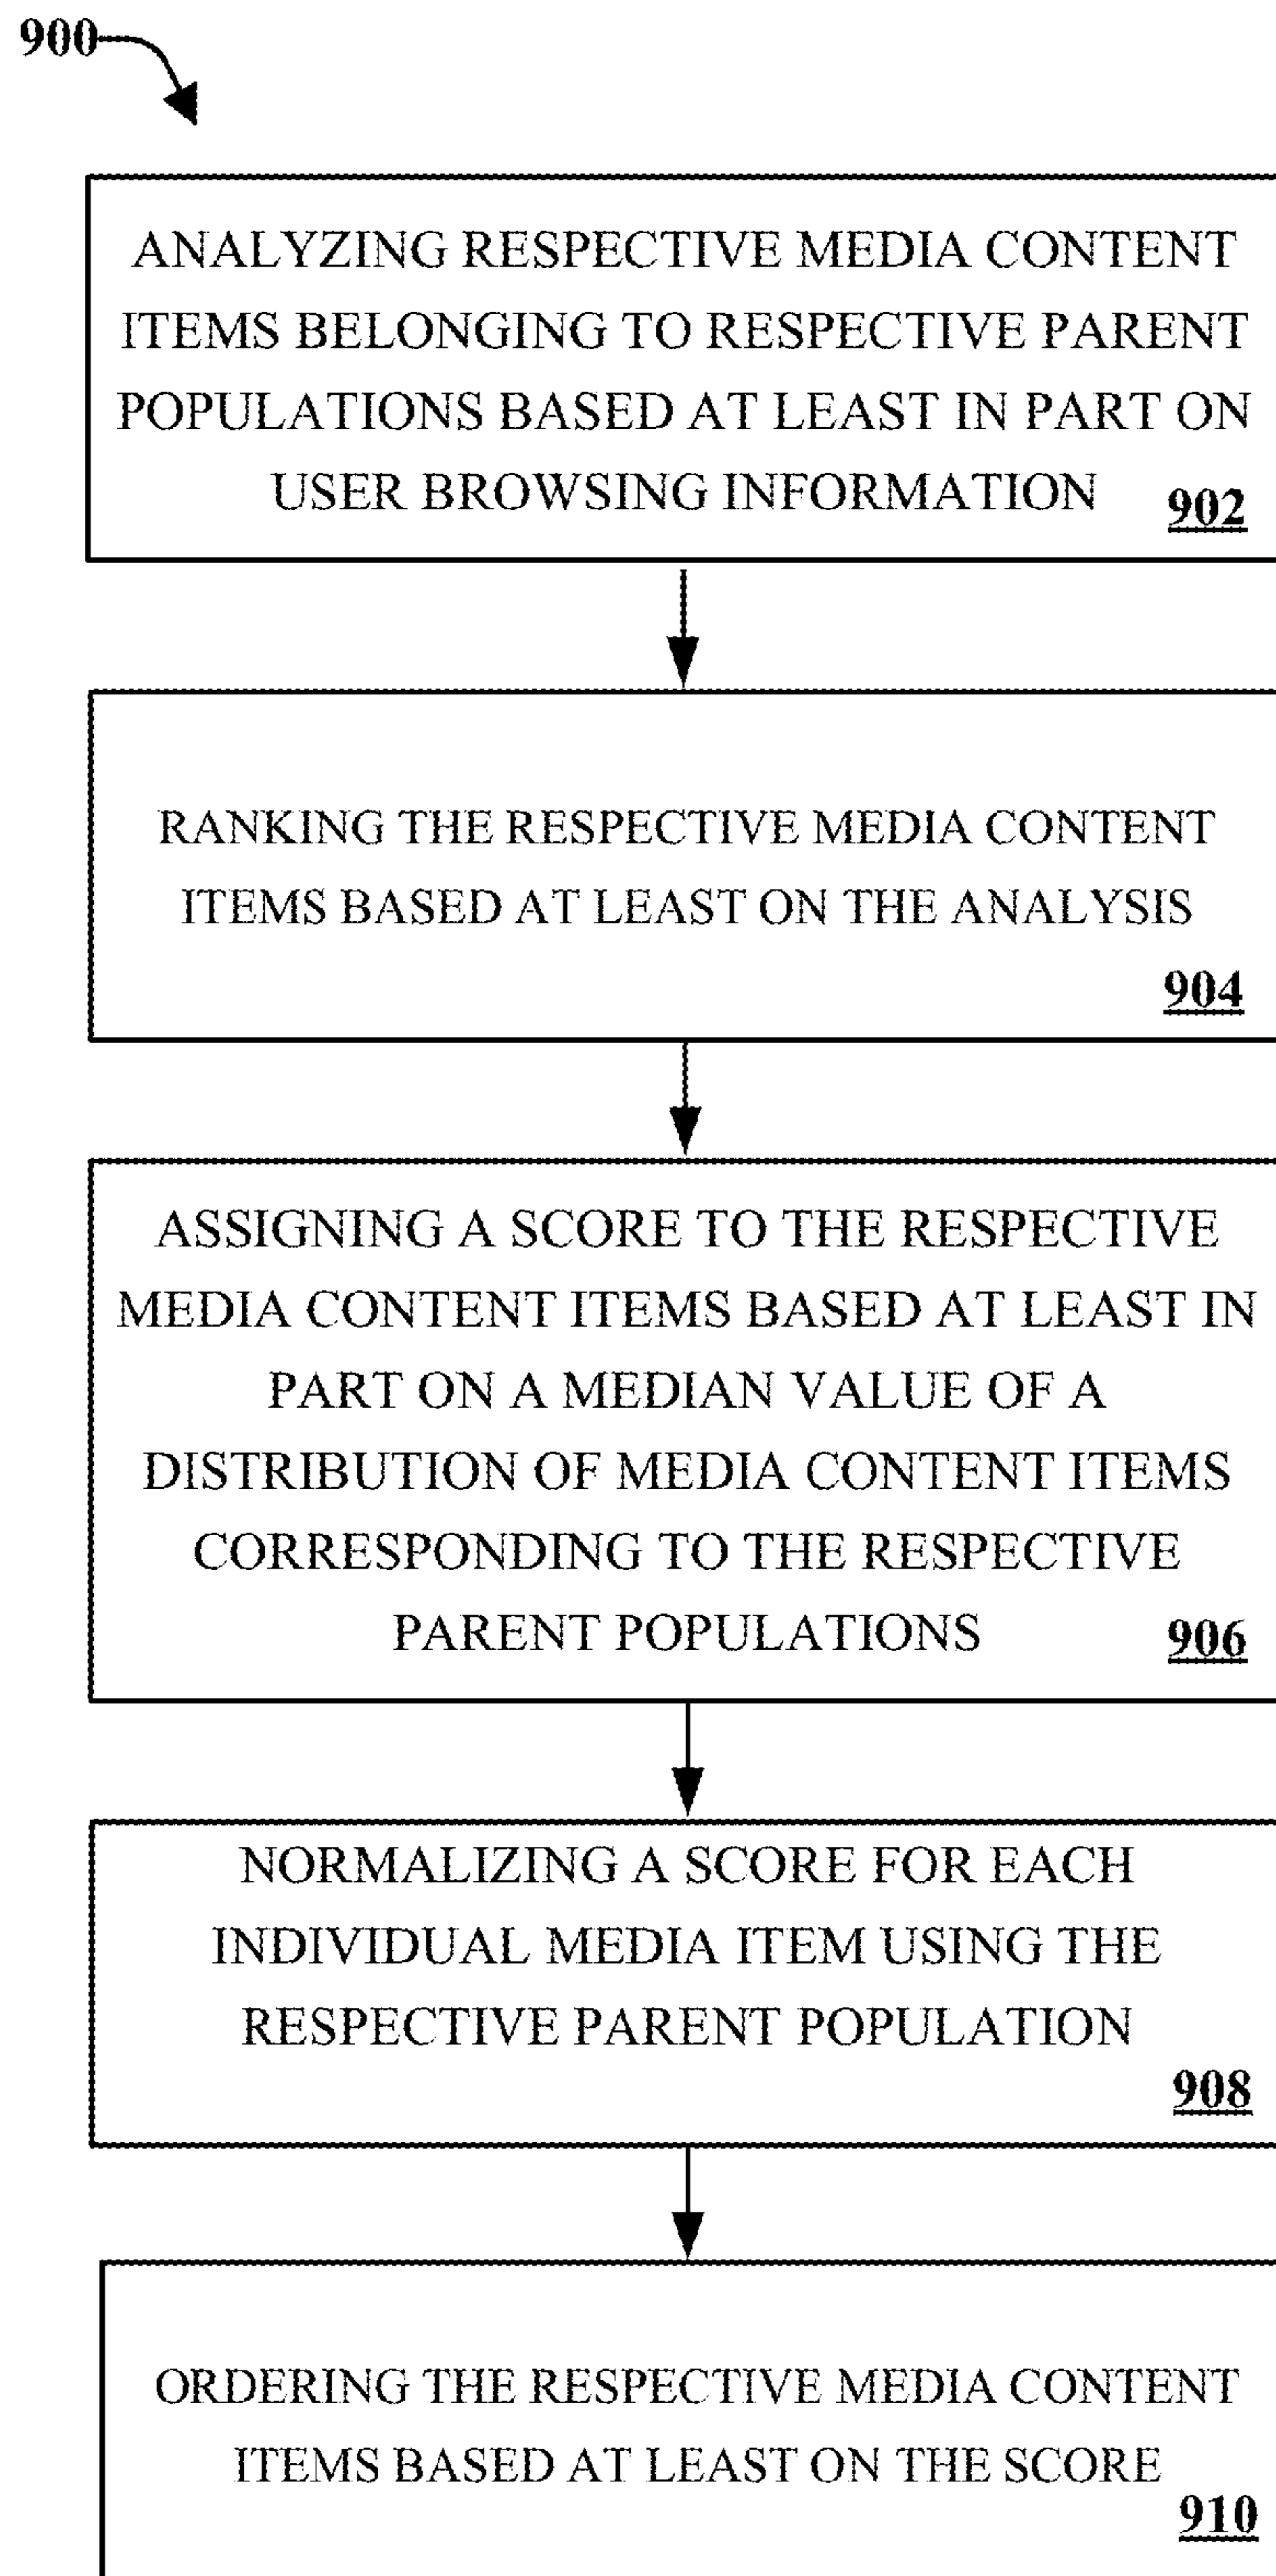 900
ANALYZING RESPECTIVE MEDIA CONTENT
ITEMS BELONGING TO RESPECTIVE PARENT
POPULATIONS BASED AT LEAST IN PART ON
USER BROWSING INFORMATION
902
RANKING THE RESPECTIVE MEDIA CONTENT
ITEMS BASED AT LEAST ON THE ANALYSIS
904
ASSIGNING A SCORE TO THE RESPECTIVE
MEDIA CONTENT ITEMS BASED AT LEAST IN
PART ON A MEDIAN VALUE OF A
DISTRIBUTION OF MEDIA CONTENT ITEMS
CORRESPONDING TO THE RESPECTIVE
PARENT POPULATIONS
906
NORMALIZING A SCORE FOR EACH
INDIVIDUAL MEDIA ITEM USING THE
RESPECTIVE PARENT POPULATION
908
ORDERING THE RESPECTIVE MEDIA CONTENT
ITEMS BASED AT LEAST ON THE SCORE
910